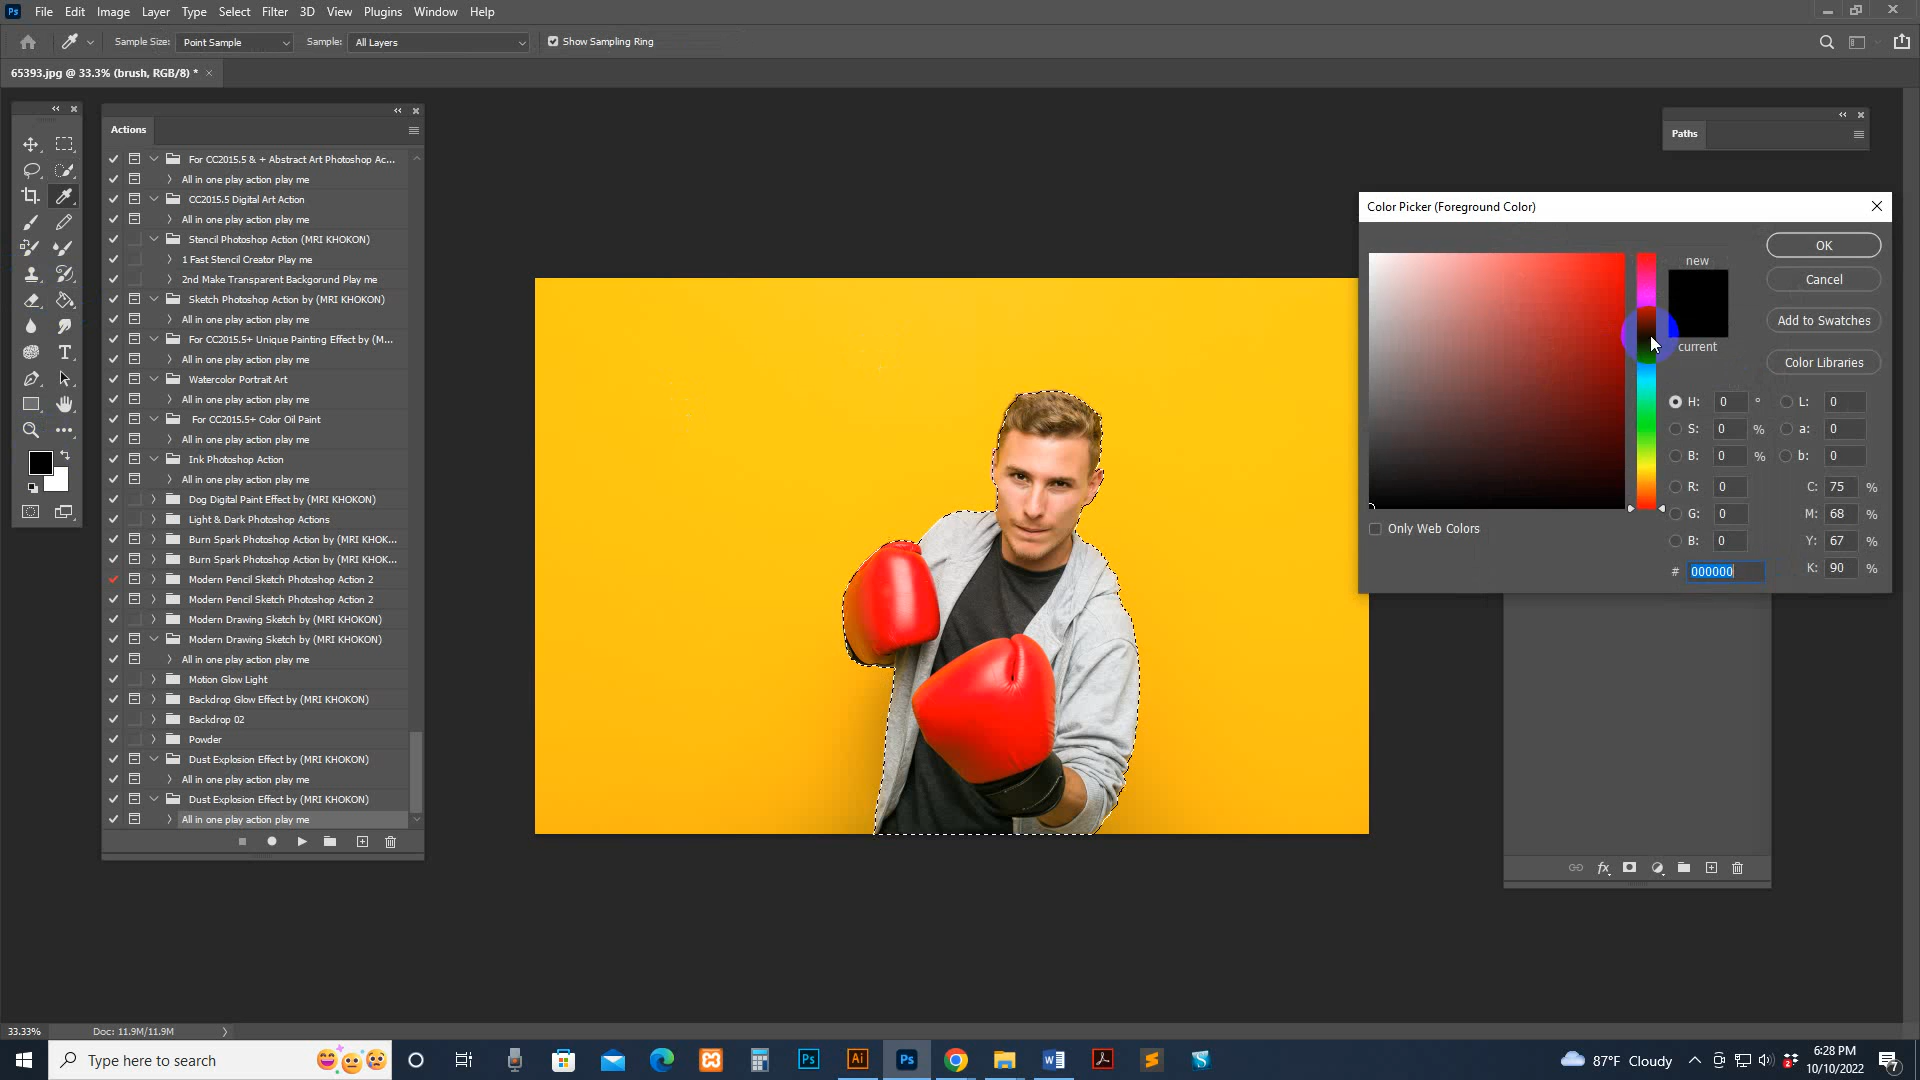 Ps File Edit Image Layer Type Select Filter 3D View Plugins Window Help
Sample Size: Point Sample Sample: All Layers Show Sampling Ring
65393.jpg @ 33.3% (brush, RGB/8) *
Actions
For CC2015.5 & + Abstract Art Photoshop Ac...
All in one play action play me
CC2015.5 Digital Art Action
All in one play action play me
Stencil Photoshop Action (MRI KHOKON)
1 Fast Stencil Creator Play me
2nd Make Transparent Backgorund Play me
Sketch Photoshop Action by (MRI KHOKON)
All in one play action play me
For CC2015.5+ Unique Painting Effect by (M...
All in one play action play me
Watercolor Portrait Art
All in one play action play me
For CC2015.5+ Color Oil Paint
All in one play action play me
Ink Photoshop Action
All in one play action play me
Dog Digital Paint Effect by (MRI KHOKON)
Light & Dark Photoshop Actions
Burn Spark Photoshop Action by (MRI KHOK...
Burn Spark Photoshop Action by (MRI KHOK...
Modern Pencil Sketch Photoshop Action 2
Modern Pencil Sketch Photoshop Action 2
Modern Drawing Sketch by (MRI KHOKON)
Modern Drawing Sketch by (MRI KHOKON)
All in one play action play me
Motion Glow Light
Backdrop Glow Effect by (MRI KHOKON)
Backdrop 02
Powder
Dust Explosion Effect by (MRI KHOKON)
All in one play action play me
Dust Explosion Effect by (MRI KHOKON)
All in one play action play me
Paths
Color Picker (Foreground Color)
new
current
OK
Cancel
Add to Swatches
Color Libraries
H: 0 ° L: 0
S: 0 % a: 0
B: 0 % b: 0
R: 0 C: 75 %
G: 0 M: 68 %
B: 0 Y: 67 %
# 000000 K: 90 %
Only Web Colors
fx
33.33% Doc: 11.9M/11.9M
Type here to search
Ps Ai Ps
87°F Cloudy
6:28 PM
10/10/2022
2
7